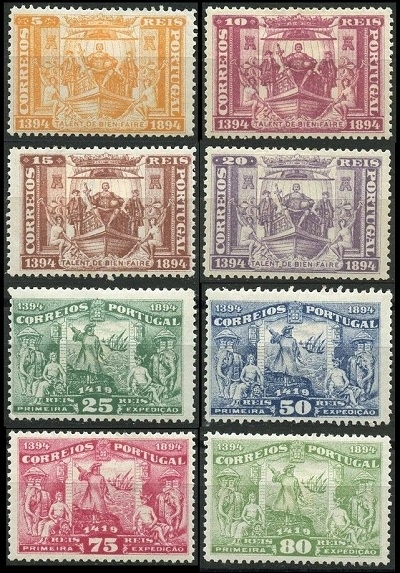 5 REIS
CORREIOS
PORTUGAL
TALENT DE BIEN FAIRE
1394 1894
10 REIS
CORREIOS
PORTUGAL
TALENT DE BIEN FAIRE
1394 1894
15 REIS
CORREIOS
PORTUGAL
TALENT DE BIEN FAIRE
1394 1894
20 REIS
CORREIOS
PORTUGAL
TALENT DE BIEN FAIRE
1394 1894
1394 1894
CORREIOS PORTUGAL
1419
REIS 25 REIS
PRIMEIRA EXPEDIÇÃO
1394 1894
CORREIOS PORTUGAL
1419
REIS 50 REIS
PRIMEIRA EXPEDIÇÃO
1394 1894
CORREIOS PORTUGAL
1419
REIS 75 REIS
PRIMEIRA EXPEDIÇÃO
1394 1894
CORREIOS PORTUGAL
1419
REIS 80 REIS
PRIMEIRA EXPEDIÇÃO